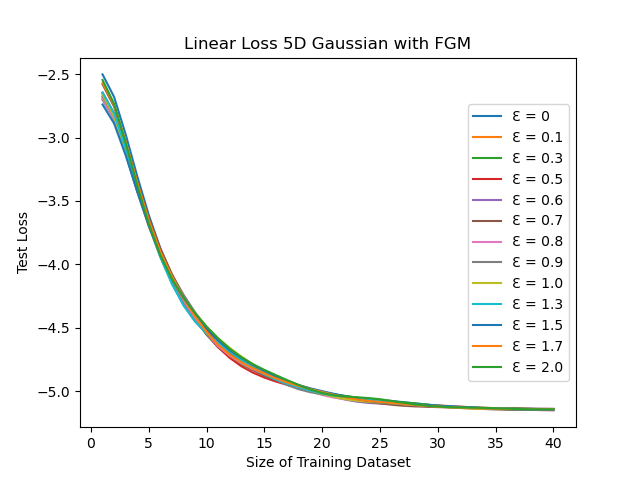 Linear Loss 5D Gaussian with FGM
Test Loss
−2.5
−3.0
−3.5
−4.0
−4.5
−5.0
ℇ = 0
ℇ = 0.1
ℇ = 0.3
ℇ = 0.5
ℇ = 0.6
ℇ = 0.7
ℇ = 0.8
ℇ = 0.9
ℇ = 1.0
ℇ = 1.3
ℇ = 1.5
ℇ = 1.7
ℇ = 2.0
0 5 10 15 20 25 30 35 40
Size of Training Dataset